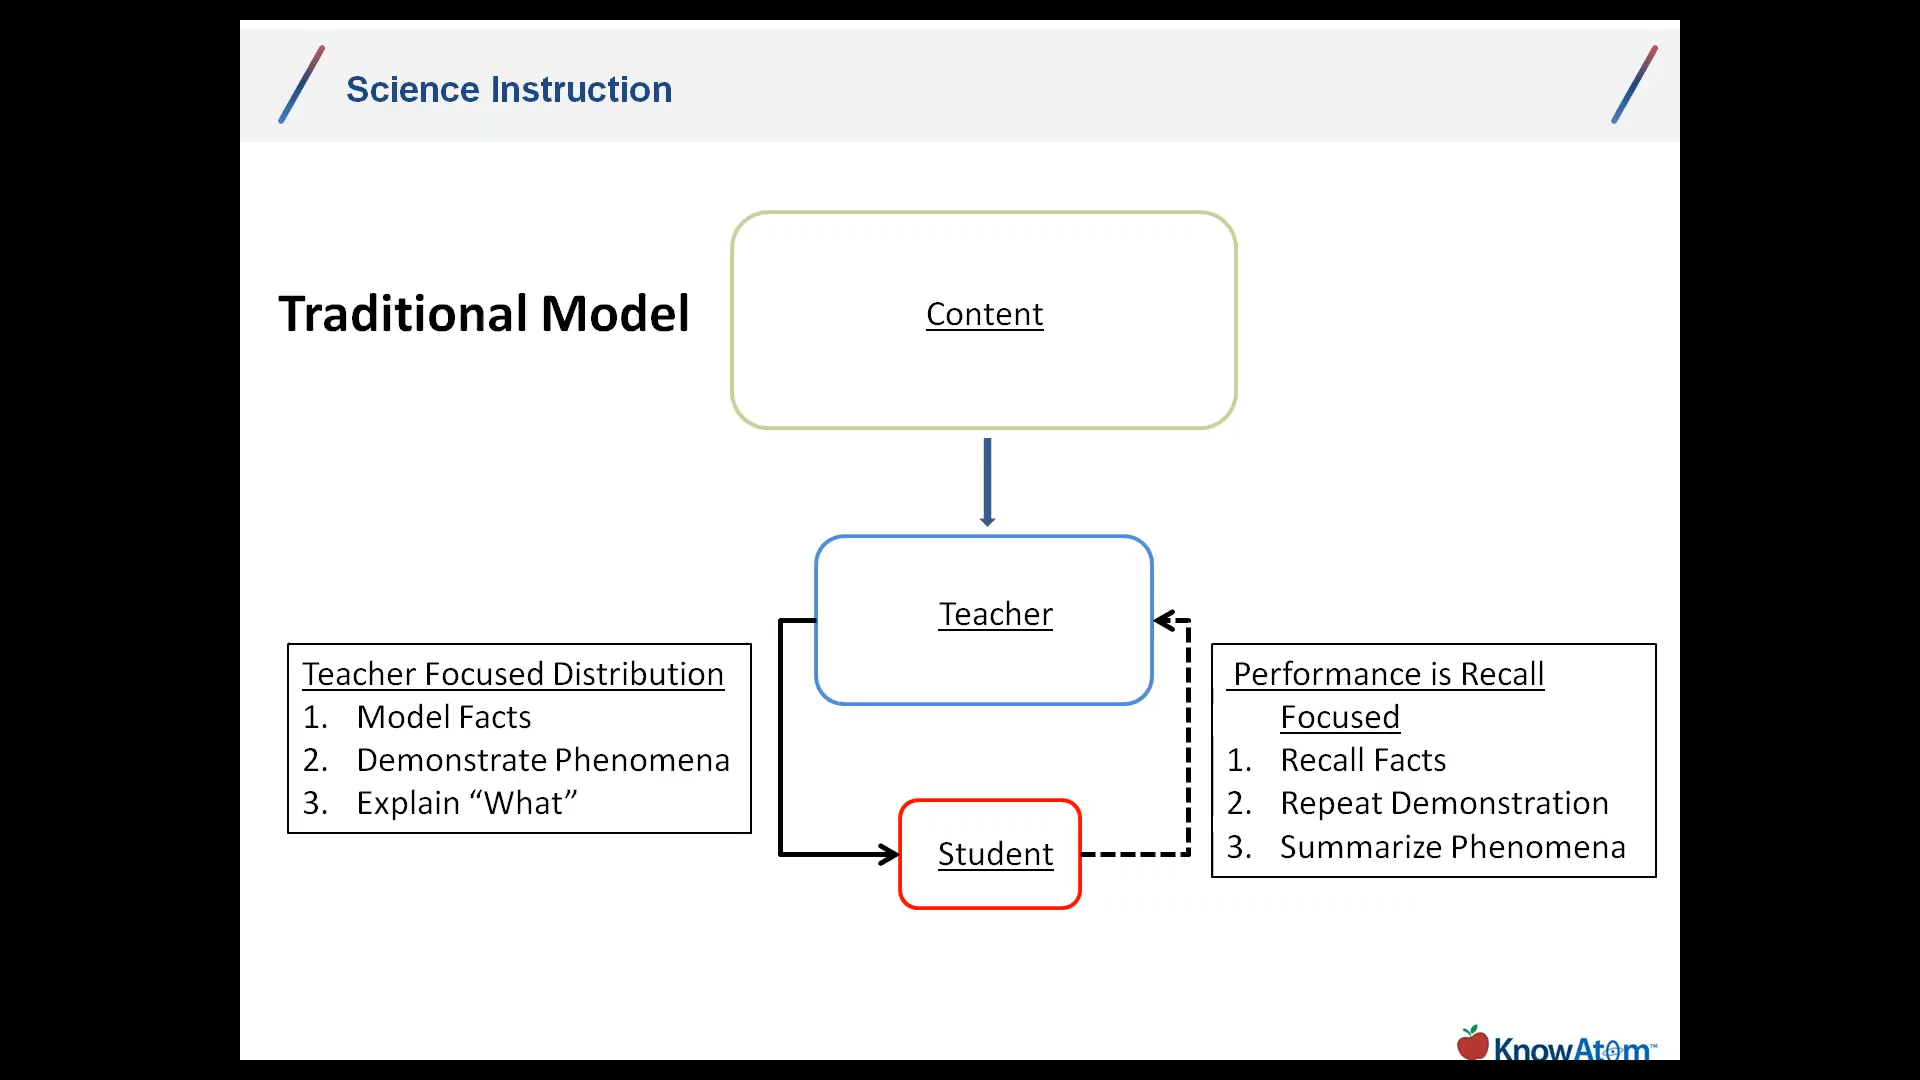 Science Instruction
Traditional Model
Content
Teacher
Teacher Focused Distribution
1. Model Facts
2. Demonstrate Phenomena
3. Explain “What”
Student
Performance is Recall
Focused
1. Recall Facts
2. Repeat Demonstration
3. Summarize Phenomena
KnowAtom™